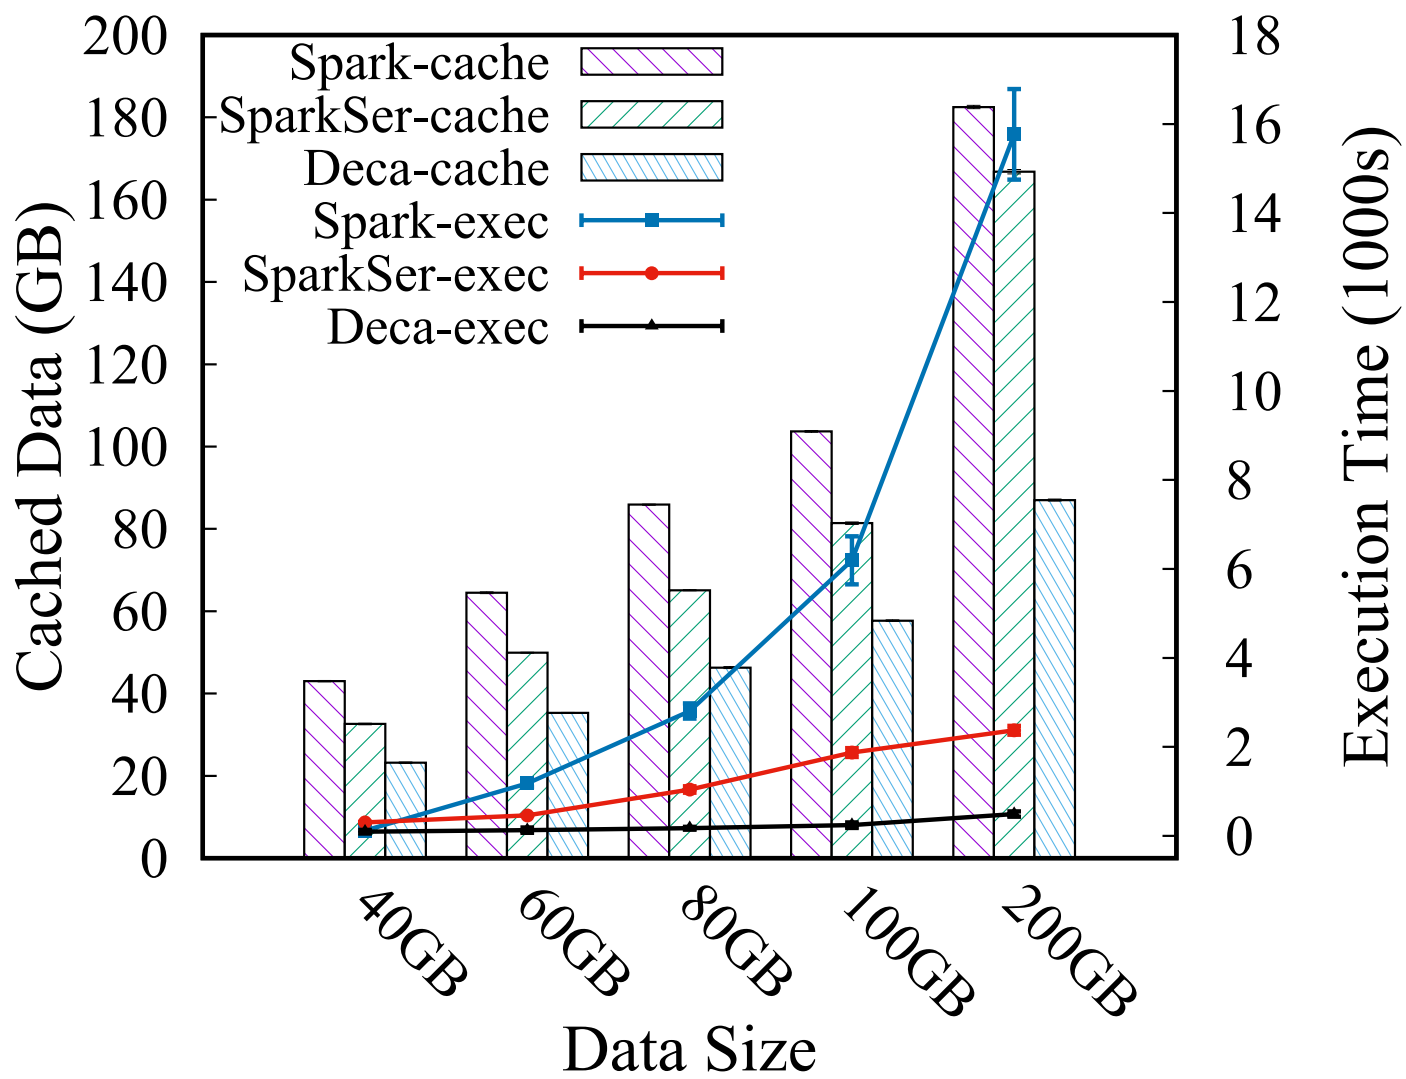 Cached Data (GB)
200
180
160
140
120
100
80
60
40
20
0
Spark-cache
SparkSer-cache
Deca-cache
Spark-exec
SparkSer-exec
Deca-exec
18
16
14
12
10
8
6
4
2
0
Execution Time (1000s)
40GB
60GB
80GB
100GB
200GB
Data Size